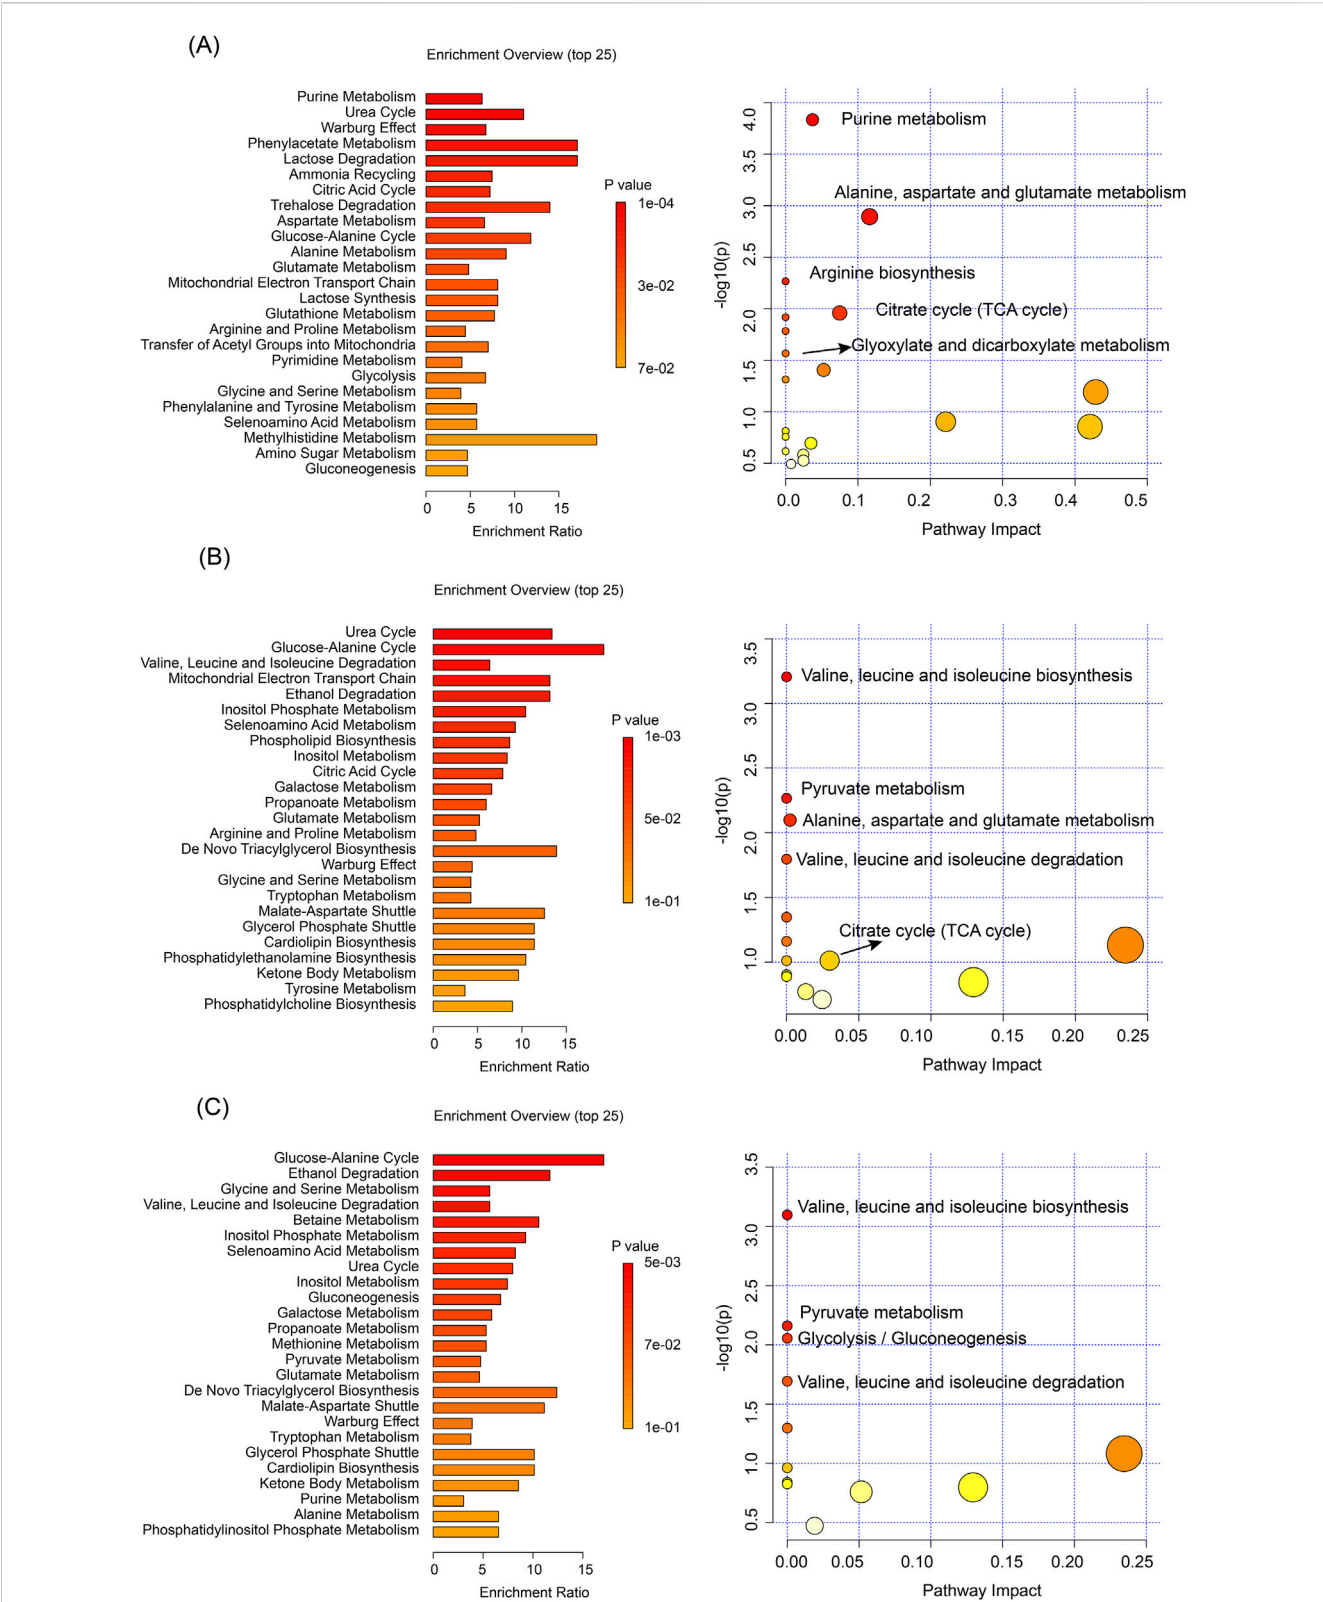 (A)
Enrichment Overview (top 25)
Purine Metabolism
Urea Cycle
Warburg Effect
Phenylacetate Metabolism
Lactose Degradation
Ammonia Recycling
Citric Acid Cycle
Trehalose Degradation
Aspartate Metabolism
Glucose-Alanine Cycle
Alanine Metabolism
Glutamate Metabolism
Mitochondrial Electron Transport Chain
Lactose Synthesis
Glutathione Metabolism
Arginine and Proline Metabolism
Transfer of Acetyl Groups into Mitochondria
Pyrimidine Metabolism
Glycolysis
Glycine and Serine Metabolism
Phenylalanine and Tyrosine Metabolism
Selenoamino Acid Metabolism
Methylhistidine Metabolism
Amino Sugar Metabolism
Gluconeogenesis
0 5 10 15
Enrichment Ratio
P value
1e-04
3e-02
7e-02
-log10(p)
4.0
3.5
3.0
2.5
2.0
1.5
1.0
0.5
Purine metabolism
Alanine, aspartate and glutamate metabolism
Arginine biosynthesis
Citrate cycle (TCA cycle)
Glyoxylate and dicarboxylate metabolism
0.0 0.1 0.2 0.3 0.4 0.5
Pathway Impact
(B)
Enrichment Overview (top 25)
Urea Cycle
Glucose-Alanine Cycle
Valine, Leucine and Isoleucine Degradation
Mitochondrial Electron Transport Chain
Ethanol Degradation
Inositol Phosphate Metabolism
Selenoamino Acid Metabolism
Phospholipid Biosynthesis
Inositol Metabolism
Citric Acid Cycle
Galactose Metabolism
Propanoate Metabolism
Glutamate Metabolism
Arginine and Proline Metabolism
De Novo Triacylglycerol Biosynthesis
Warburg Effect
Glycine and Serine Metabolism
Tryptophan Metabolism
Malate-Aspartate Shuttle
Glycerol Phosphate Shuttle
Cardiolipin Biosynthesis
Phosphatidylethanolamine Biosynthesis
Ketone Body Metabolism
Tyrosine Metabolism
Phosphatidylcholine Biosynthesis
0 5 10 15
Enrichment Ratio
P value
1e-03
5e-02
1e-01
-log10(p)
3.5
3.0
2.5
2.0
1.5
1.0
Valine, leucine and isoleucine biosynthesis
Pyruvate metabolism
Alanine, aspartate and glutamate metabolism
Valine, leucine and isoleucine degradation
Citrate cycle (TCA cycle)
0.00 0.05 0.10 0.15 0.20 0.25
Pathway Impact
(C)
Enrichment Overview (top 25)
Glucose-Alanine Cycle
Ethanol Degradation
Glycine and Serine Metabolism
Valine, Leucine and Isoleucine Degradation
Betaine Metabolism
Inositol Phosphate Metabolism
Selenoamino Acid Metabolism
Urea Cycle
Inositol Metabolism
Gluconeogenesis
Galactose Metabolism
Propanoate Metabolism
Methionine Metabolism
Pyruvate Metabolism
Glutamate Metabolism
De Novo Triacylglycerol Biosynthesis
Malate-Aspartate Shuttle
Warburg Effect
Tryptophan Metabolism
Glycerol Phosphate Shuttle
Cardiolipin Biosynthesis
Ketone Body Metabolism
Purine Metabolism
Alanine Metabolism
Phosphatidylinositol Phosphate Metabolism
0 5 10 15
Enrichment Ratio
P value
5e-03
7e-02
1e-01
-log10(p)
3.5
3.0
2.5
2.0
1.5
1.0
0.5
Valine, leucine and isoleucine biosynthesis
Pyruvate metabolism
Glycolysis / Gluconeogenesis
Valine, leucine and isoleucine degradation
0.00 0.05 0.10 0.15 0.20 0.25
Pathway Impact